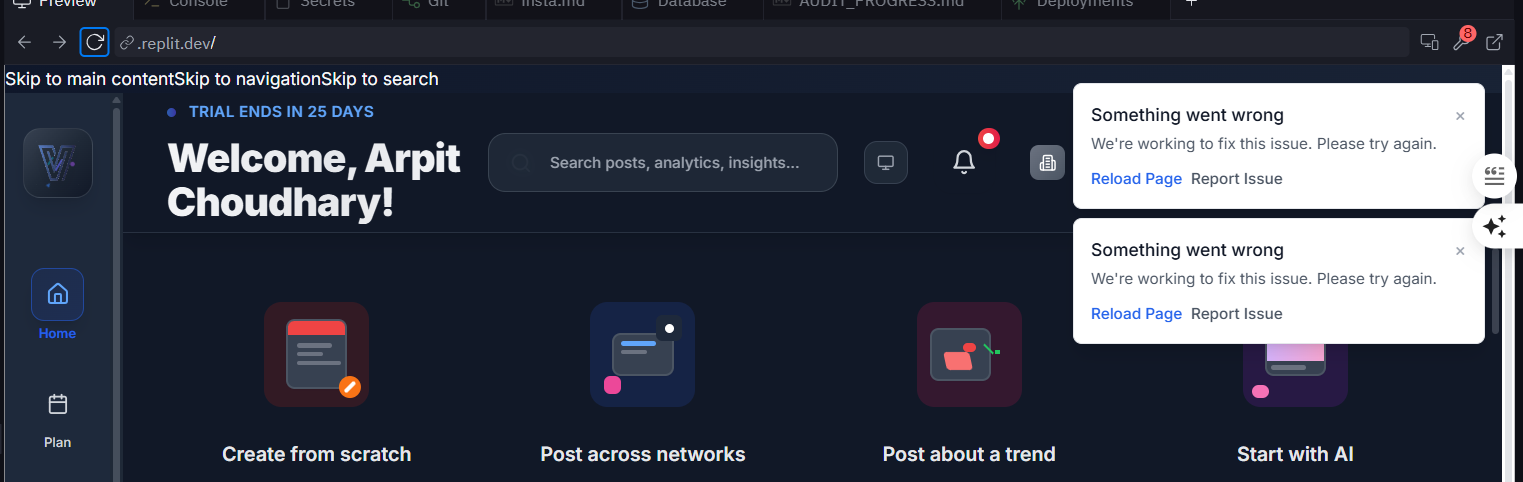 Preview
Console
Secrets
Git
Insta.md
Database
AUDIT_PROGRESS.md
Deployments
.replit.dev/
8
Skip to main contentSkip to navigationSkip to search
TRIAL ENDS IN 25 DAYS
Welcome, Arpit
Choudhary!
Search posts, analytics, insights...
Something went wrong
We're working to fix this issue. Please try again.
Reload Page Report Issue
Something went wrong
We're working to fix this issue. Please try again.
Reload Page Report Issue
Home
Plan
Create from scratch
Post across networks
Post about a trend
Start with AI